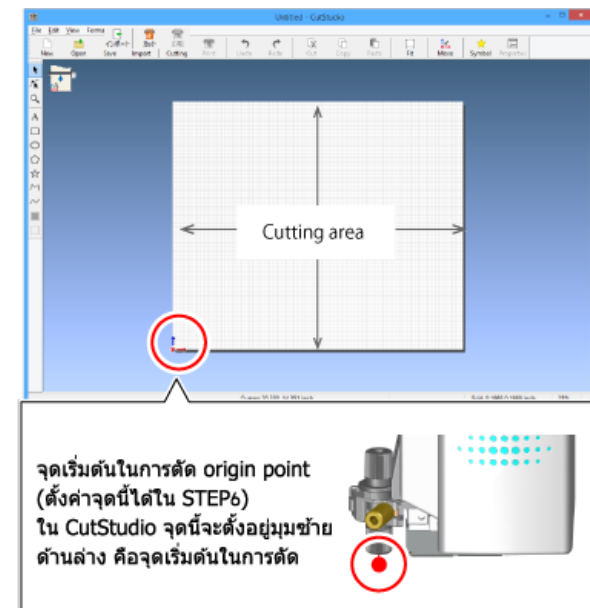 Untitled - CutStudio
File Edit View Forma
New Open Save Import Cutting Print Undo Redo Cut Copy Paste Fit Move Symbol Properties
Cutting area
จุดเริ่มต้นในการตัด origin point
(ตั้งค่าจุดนี้ได้ใน STEP6)
ใน CutStudio จุดนี้จะตั้งอยู่มุมซ้าย
ด้านล่าง คือจุดเริ่มต้นในการตัด